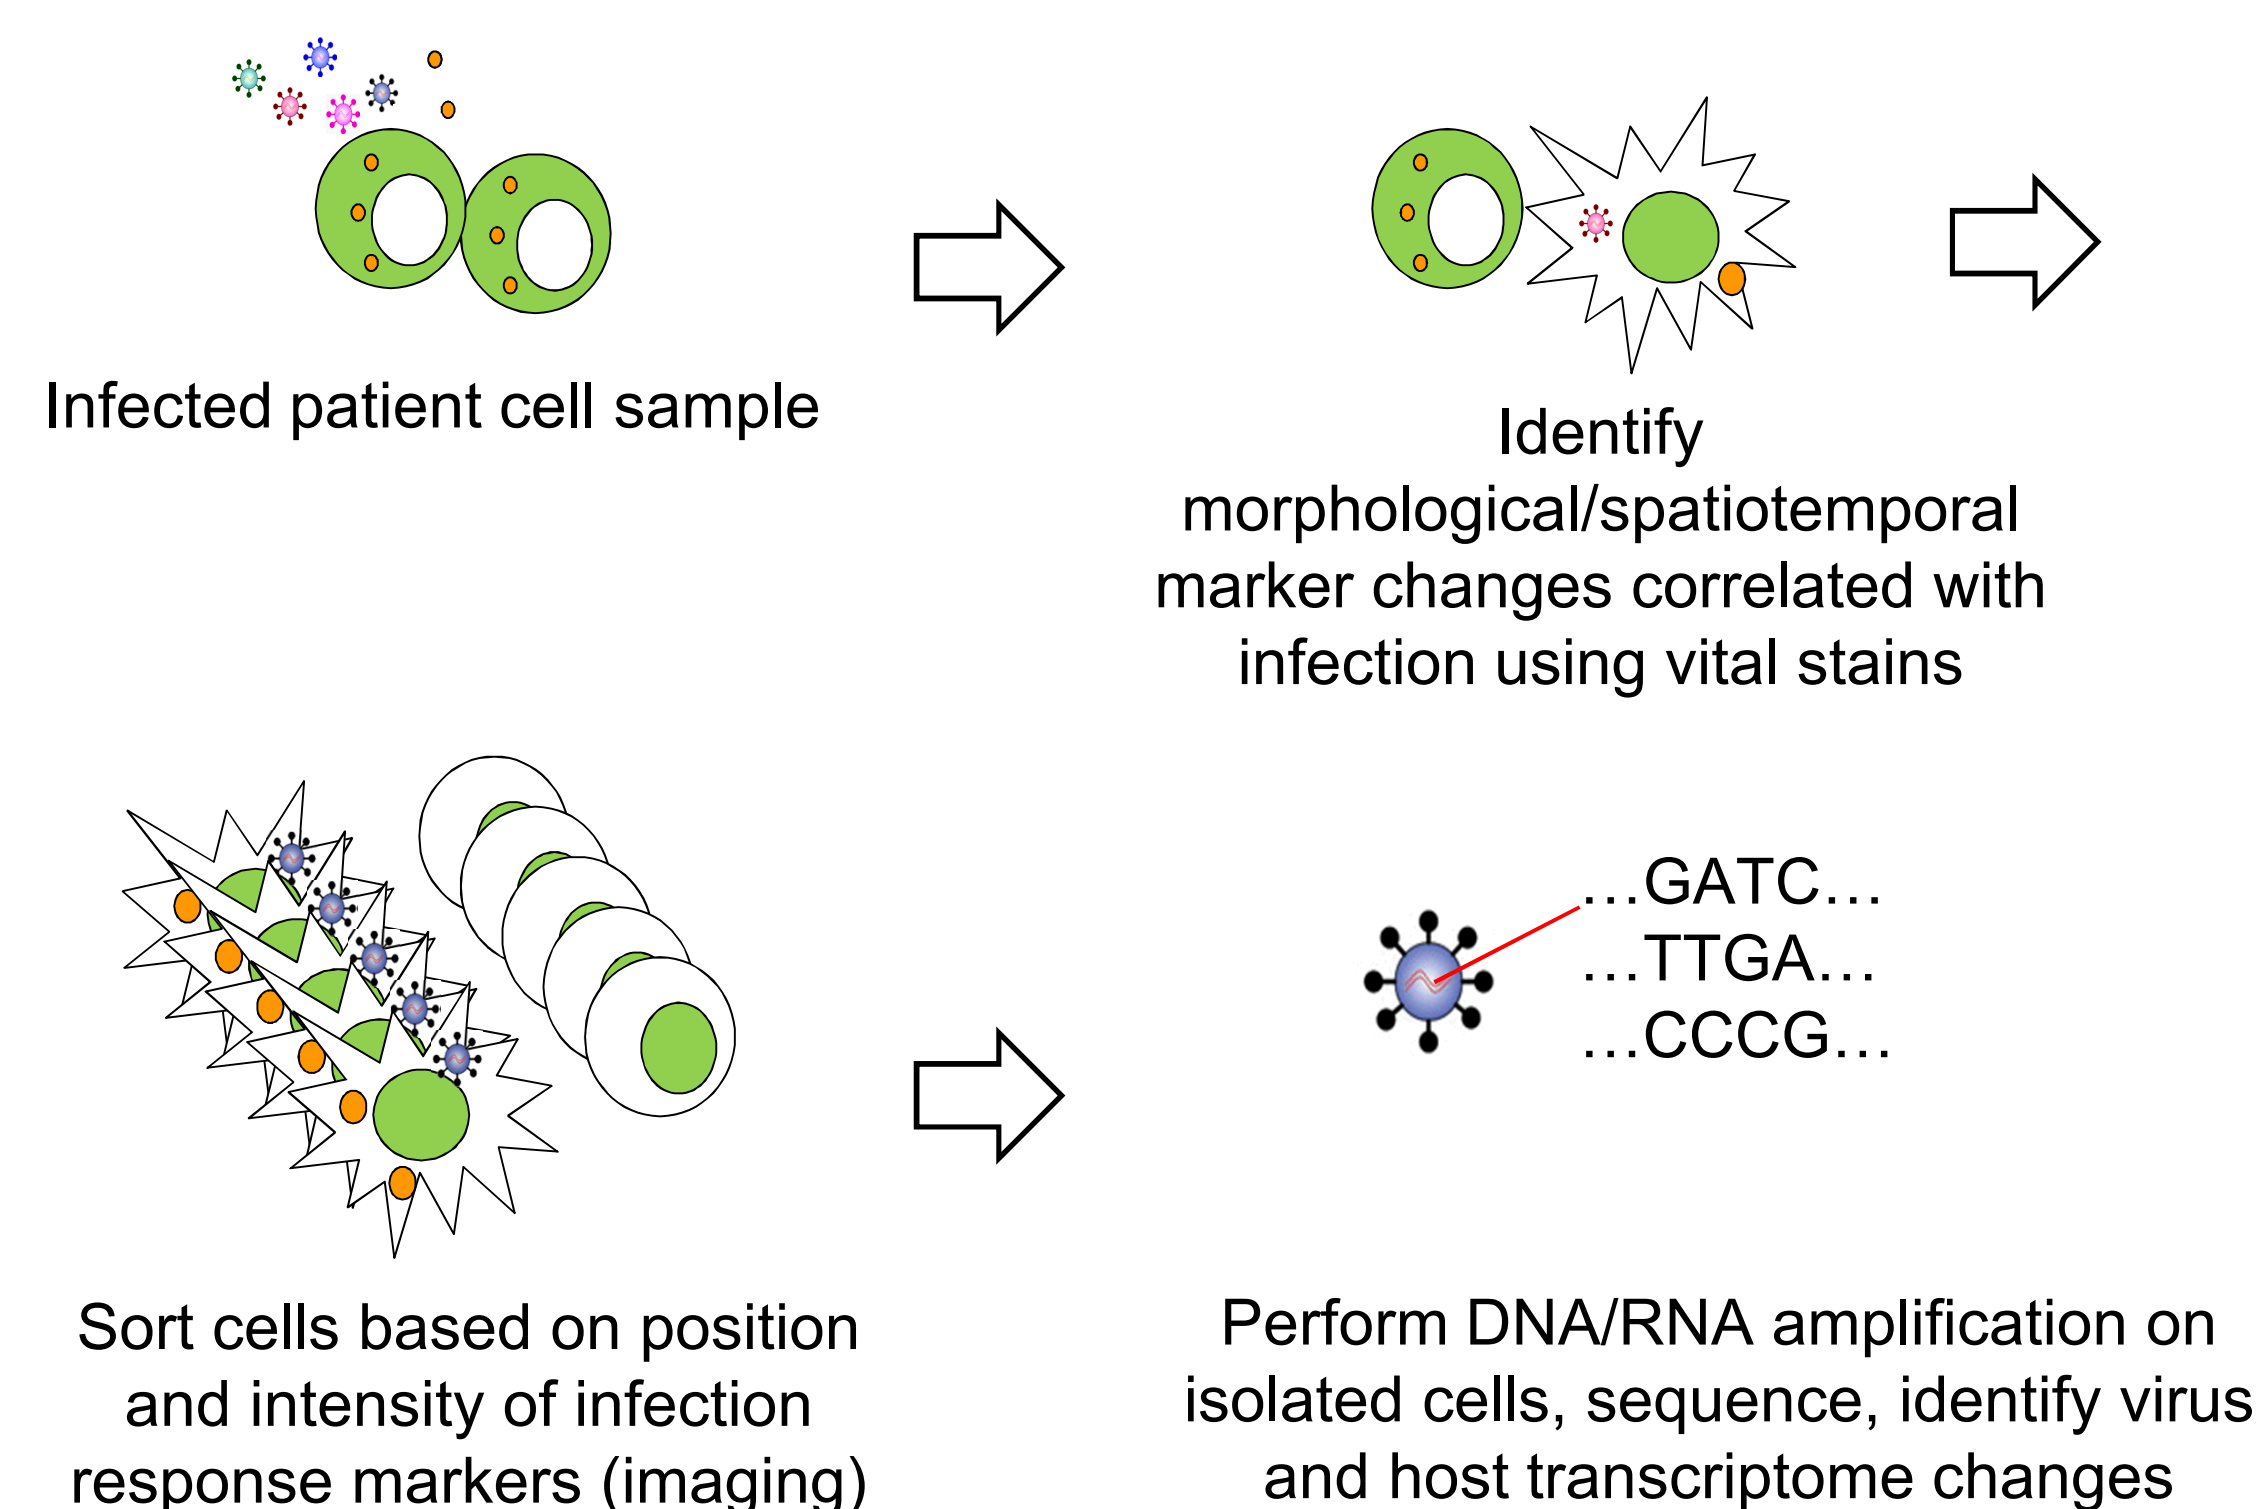 Infected patient cell sample
Identify
morphological/spatiotemporal
marker changes correlated with
infection using vital stains
…GATC…
…TTGA…
…CCCG…
Sort cells based on position
and intensity of infection
response markers (imaging)
Perform DNA/RNA amplification on
isolated cells, sequence, identify virus
and host transcriptome changes